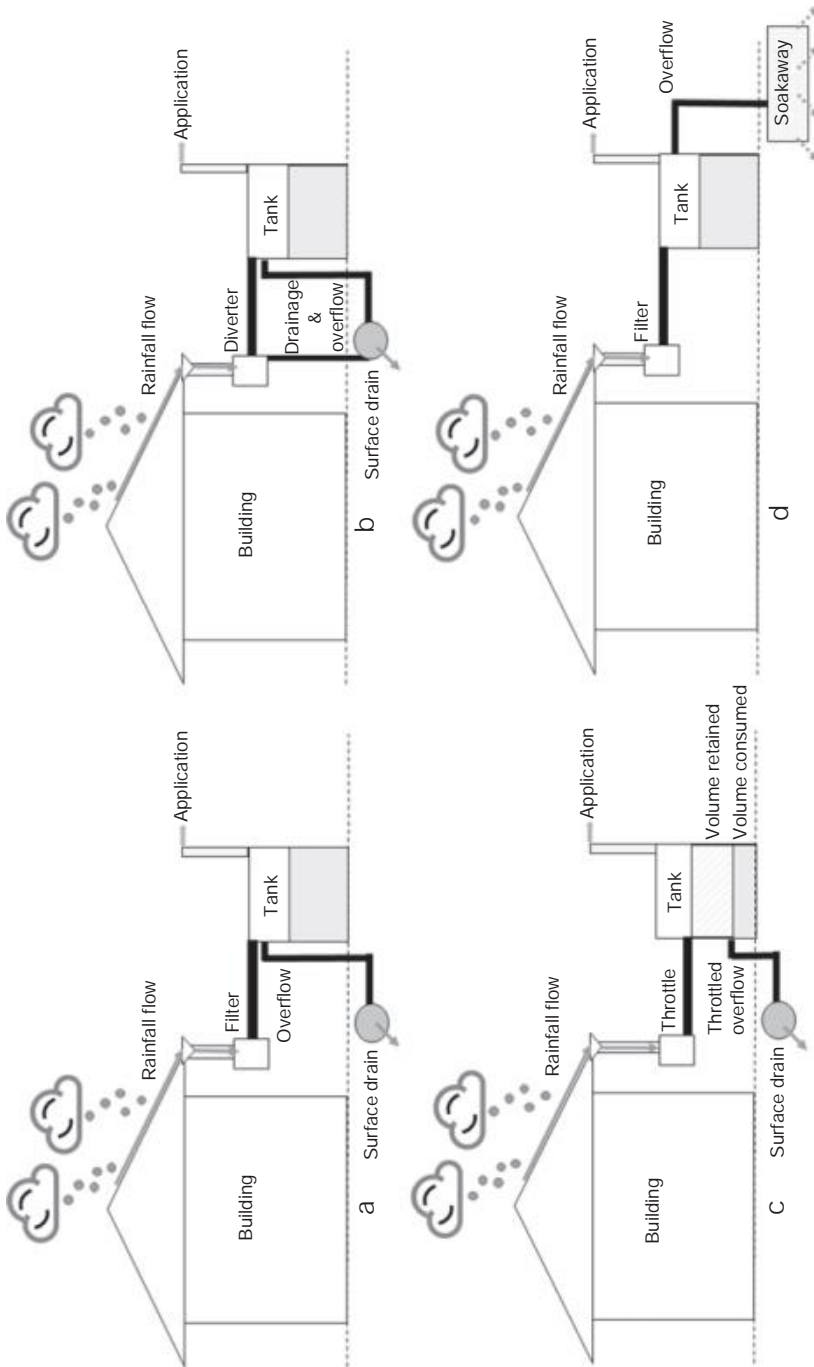 Rainfall flow
Application
Filter
Tank
Overflow
Building
Surface drain
a
Rainfall flow
Application
Diverter
Tank
Drainage
&
overflow
Building
Surface drain
b
Rainfall flow
Application
Throttle
Tank
Volume retained
Throttled
overflow
Volume consumed
Building
Surface drain
c
Rainfall flow
Application
Filter
Tank
Overflow
Building
Soakaway
d